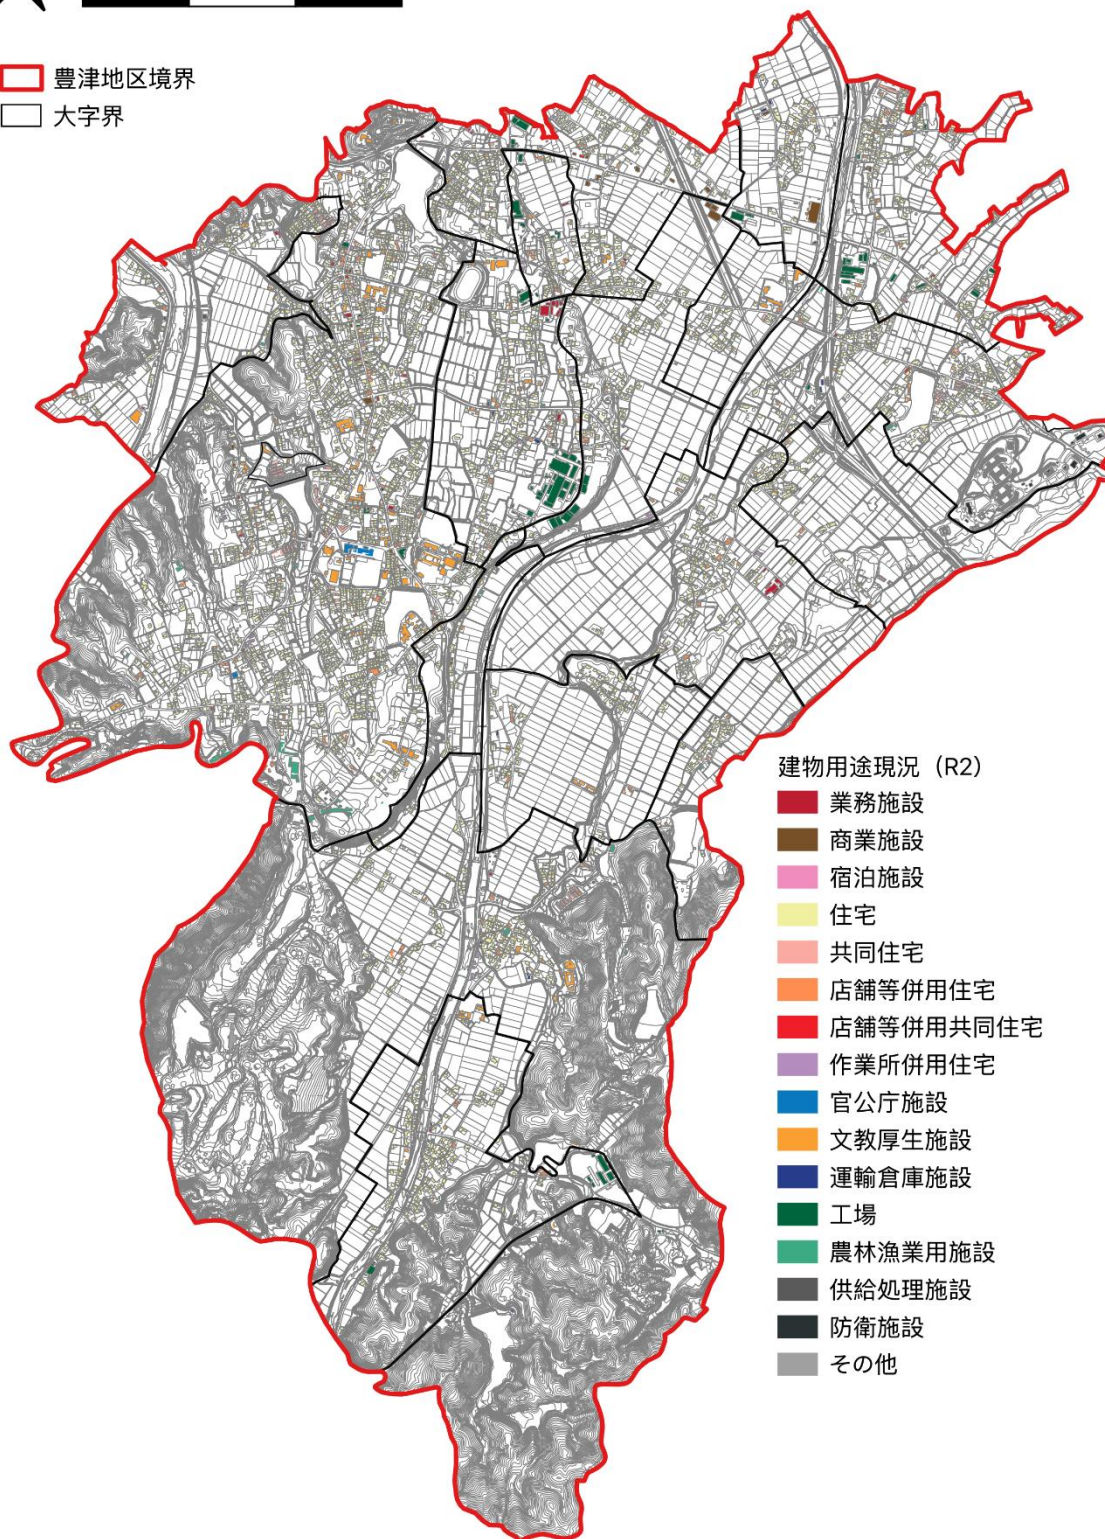 豊津地区境界
大字界
建物用途現況（R2）
業務施設
商業施設
宿泊施設
住宅
共同住宅
店舗等併用住宅
店舗等併用共同住宅
作業所併用住宅
官公庁施設
文教厚生施設
運輸倉庫施設
工場
農林漁業用施設
供給処理施設
防衛施設
その他